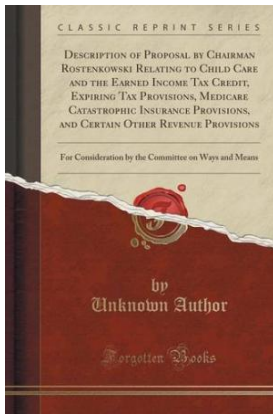 CLASSIC REPRINT SERIES
DESCRIPTION OF PROPOSAL BY CHAIRMAN
ROSTENKOWSKI RELATING TO CHILD CARE
AND THE EARNED INCOME TAX CREDIT,
EXPIRING TAX PROVISIONS, MEDICARE
CATASTROPHIC INSURANCE PROVISIONS,
AND CERTAIN OTHER REVENUE PROVISIONS
For Consideration by the Committee on Ways and Means
by
Unknown Author
Forgotten Books